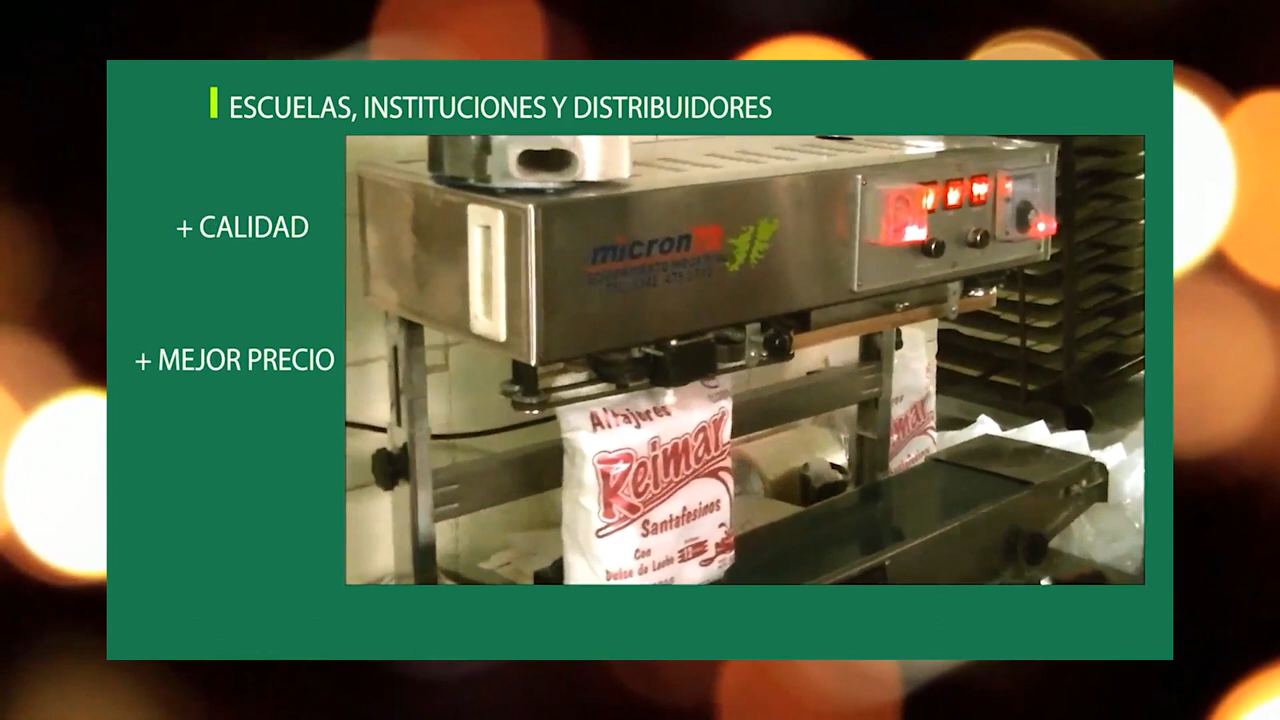 ESCUELAS, INSTITUCIONES Y DISTRIBUIDORES
+ CALIDAD
+ MEJOR PRECIO
micron
Alfajores
Reimar
Santafesinos
Con
Dulce de Leche